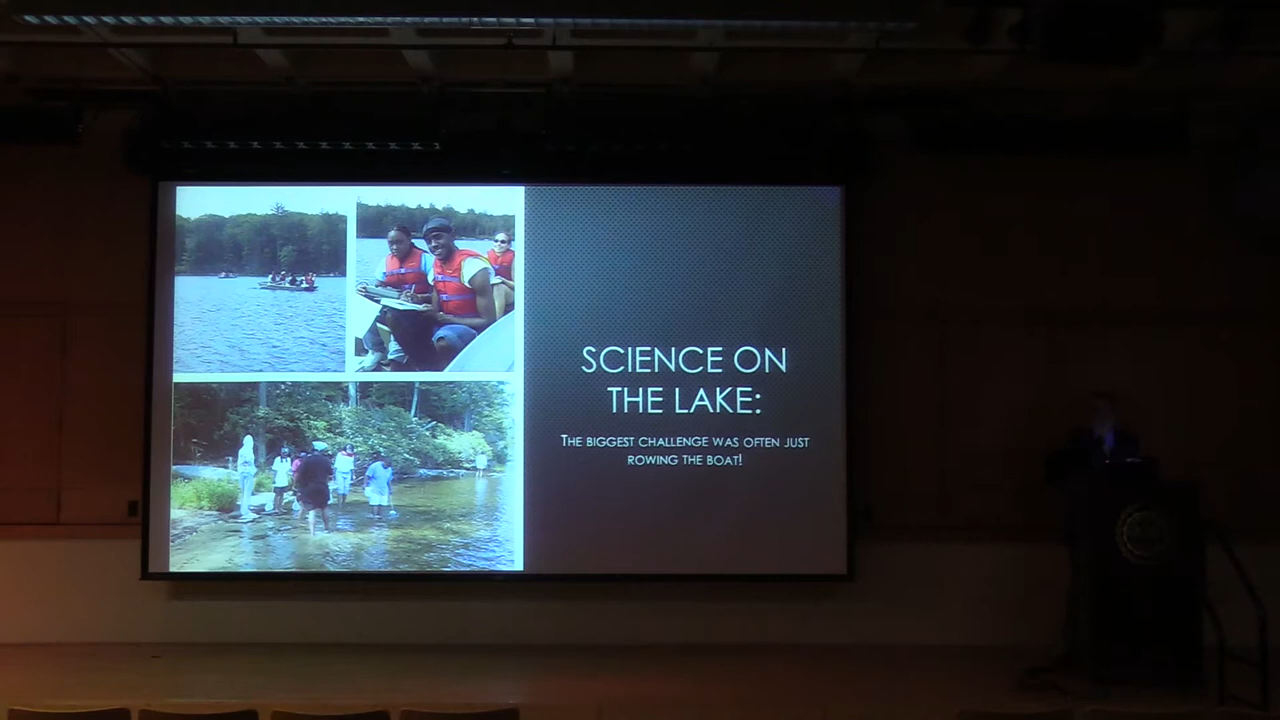 SCIENCE ON
THE LAKE:
THE BIGGEST CHALLENGE WAS OFTEN JUST
ROWING THE BOAT!